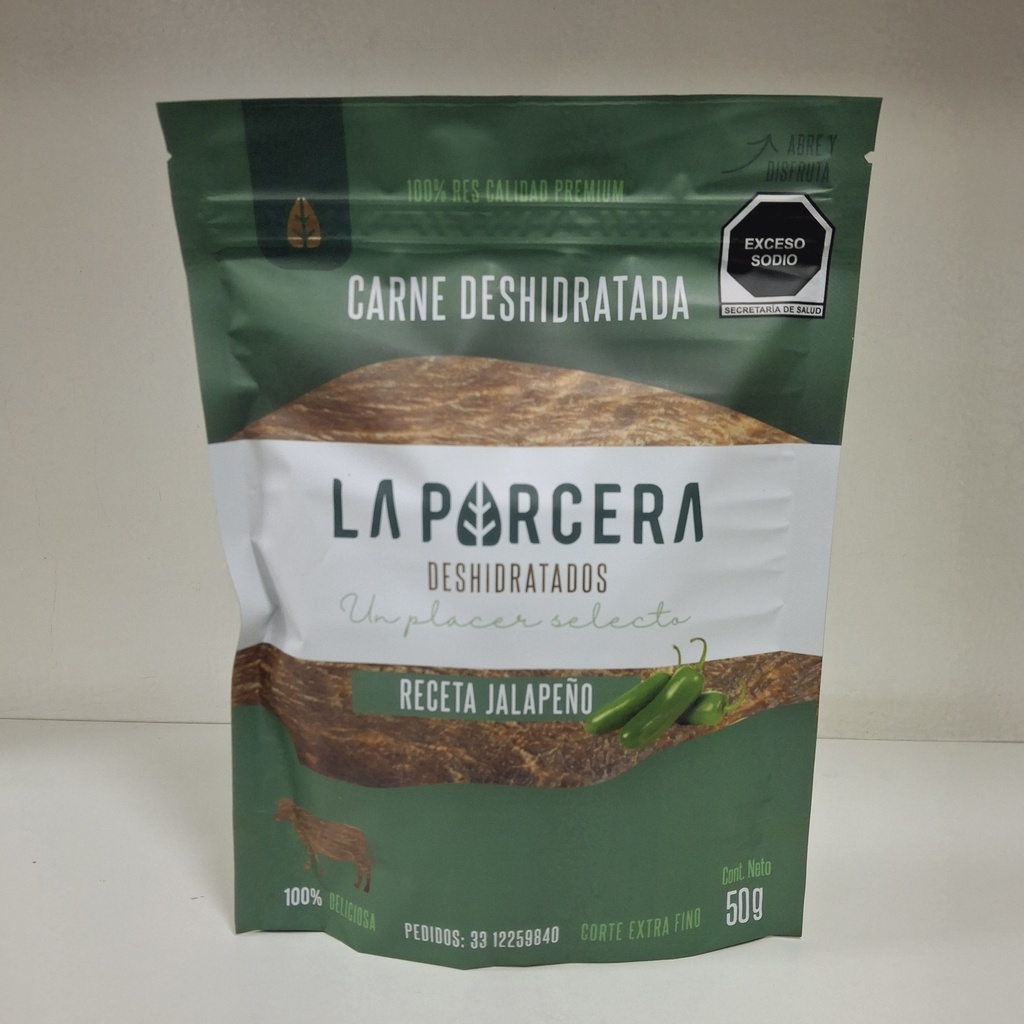 ABRE Y
DISFRUTA
100% RES CALIDAD PREMIUM
EXCESO
SODIO
SECRETARÍA DE SALUD
CARNE DESHIDRATADA
LA PARCERA
DESHIDRATADOS
Un placer selecto
RECETA JALAPEÑO
100% DELICIOSA
PEDIDOS: 33 12259840
CORTE EXTRA FINO
Cont. Neto
50g